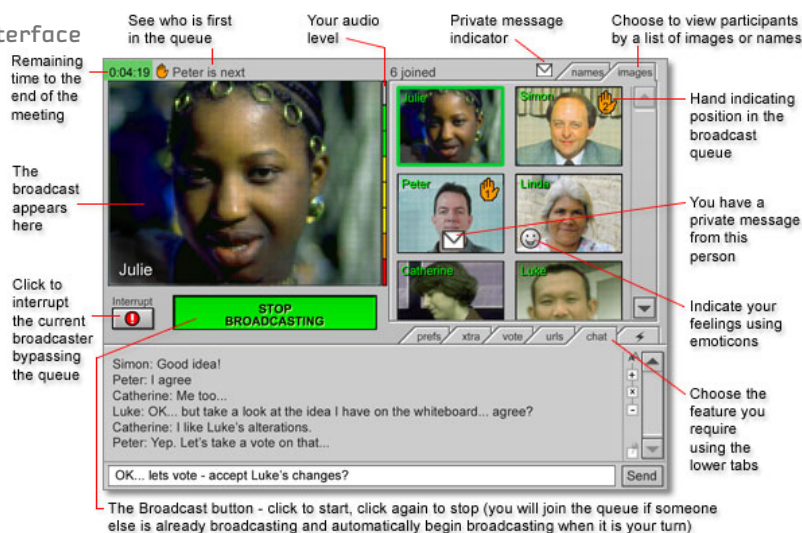 terface
See who is first
in the queue
Your audio
level
Private message
indicator
Choose to view participants
by a list of images or names
Remaining
time to the
end of the
meeting
0:04:19
Peter is next
6 joined
names
images
Julie
Simon
2
Hand indicating
position in the
broadcast
queue
The
broadcast
appears
here
Peter
1
Linda
You have a
private message
from this
person
Julie
Catherine
Luke
Click to
interrupt
the current
broadcaster
bypassing
the queue
Interrupt
STOP
BROADCASTING
Indicate your
feelings using
emoticons
prefs
xtra
vote
urls
chat
Simon: Good idea!
Peter: I agree
Catherine: Me too...
Luke: OK... but take a look at the idea I have on the whiteboard... agree?
Catherine: I like Luke's alterations.
Peter: Yep. Let's take a vote on that...
Choose the
feature you
require
using the
lower tabs
OK... lets vote - accept Luke's changes?
Send
The Broadcast button - click to start, click again to stop (you will join the queue if someone
else is already broadcasting and automatically begin broadcasting when it is your turn)